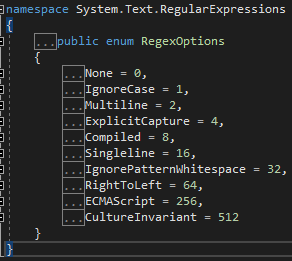 namespace System.Text.RegularExpressions
{
...public enum RegexOptions
{
...None = 0,
...IgnoreCase = 1,
...Multiline = 2,
...ExplicitCapture = 4,
...Compiled = 8,
...Singleline = 16,
...IgnorePatternWhitespace = 32,
...RightToLeft = 64,
...ECMAScript = 256,
...CultureInvariant = 512
}
}